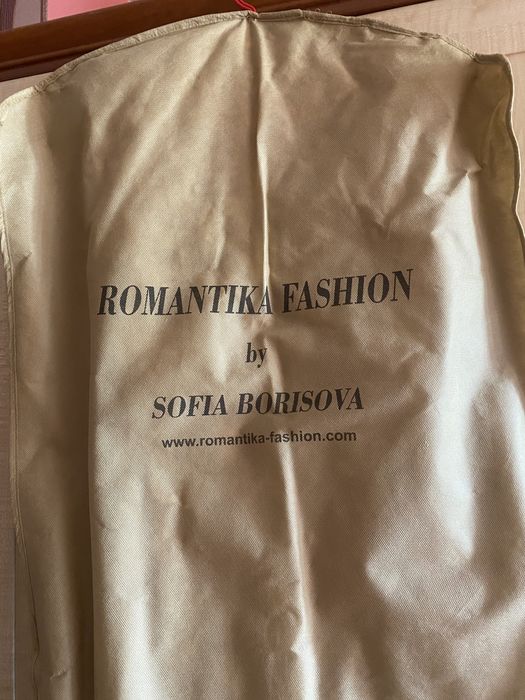 ROMANTIKA FASHION
by
SOFIA BORISOVA
www.romantika-fashion.com